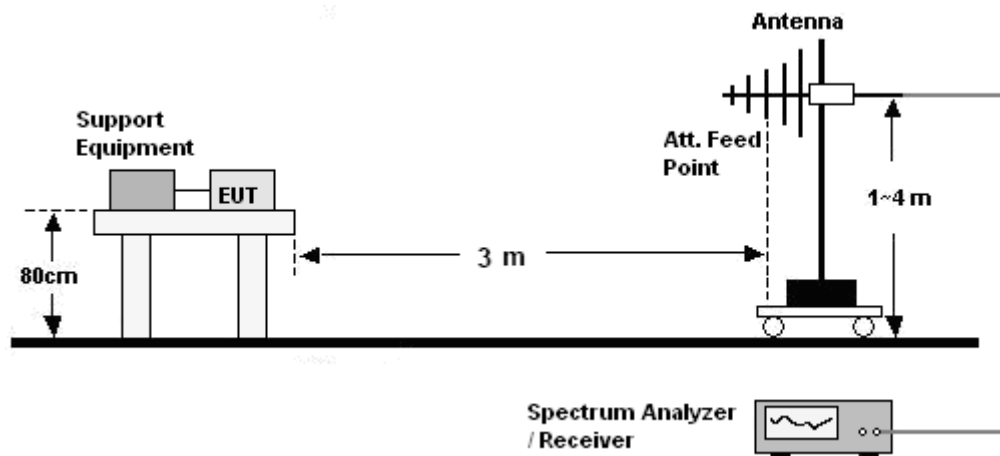 Antenna
Support
Equipment
Att. Feed
Point
EUT
1~4 m
3 m
80cm
Spectrum Analyzer
/ Receiver